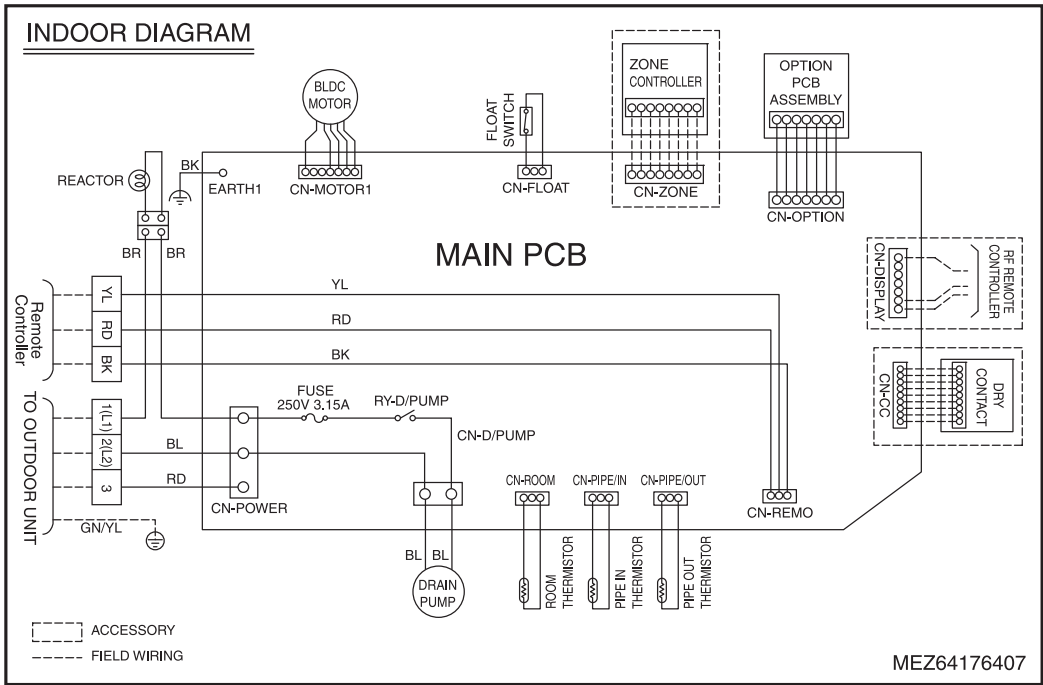 INDOOR DIAGRAM
BLDC
MOTOR
FLOAT
SWITCH
ZONE
CONTROLLER
OPTION
PCB
ASSEMBLY
REACTOR
BK
EARTH1
CN-MOTOR1
CN-FLOAT
CN-ZONE
CN-OPTION
BR
BR
MAIN PCB
CN-DISPLAY
RF REMOTE
CONTROLLER
Remote
Controller
YL
YL
RD
RD
BK
BK
CN-CC
DRY
CONTACT
TO OUTDOOR UNIT
1(L1)
2(L2)
3
BL
RD
GN/YL
CN-POWER
FUSE
250V 3.15A
RY-D/PUMP
CN-D/PUMP
CN-ROOM
CN-PIPE/IN
CN-PIPE/OUT
CN-REMO
BL
BL
DRAIN
PUMP
ROOM
THERMISTOR
PIPE IN
THERMISTOR
PIPE OUT
THERMISTOR
ACCESSORY
FIELD WIRING
MEZ64176407